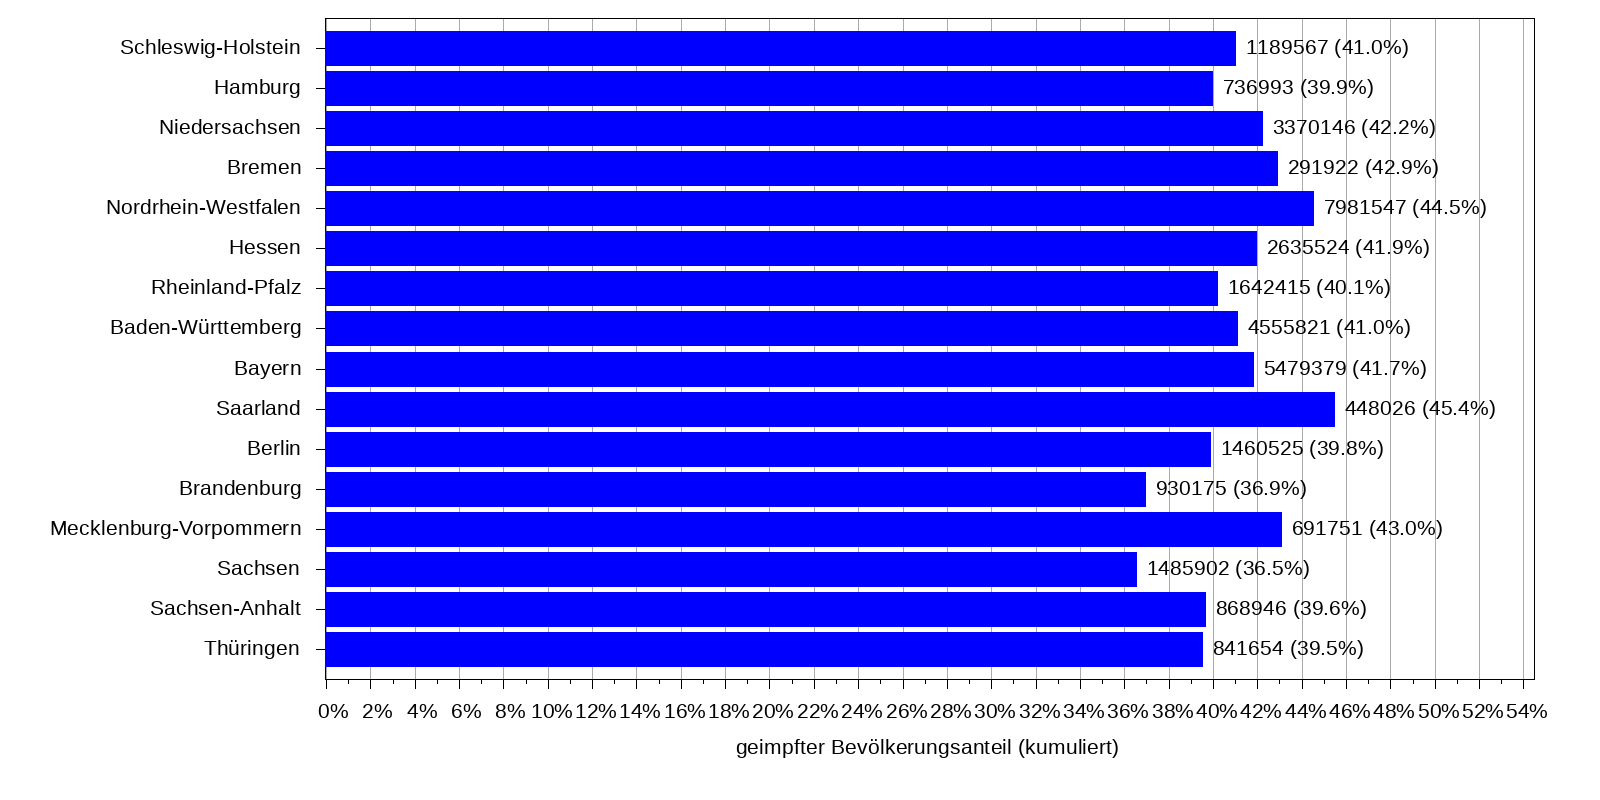 Schleswig-Holstein 1189567 (41.0%)
Hamburg 736993 (39.9%)
Niedersachsen 3370146 (42.2%)
Bremen 291922 (42.9%)
Nordrhein-Westfalen 7981547 (44.5%)
Hessen 2635524 (41.9%)
Rheinland-Pfalz 1642415 (40.1%)
Baden-Württemberg 4555821 (41.0%)
Bayern 5479379 (41.7%)
Saarland 448026 (45.4%)
Berlin 1460525 (39.8%)
Brandenburg 930175 (36.9%)
Mecklenburg-Vorpommern 691751 (43.0%)
Sachsen 1485902 (36.5%)
Sachsen-Anhalt 868946 (39.6%)
Thüringen 841654 (39.5%)
0% 2% 4% 6% 8% 10% 12% 14% 16% 18% 20% 22% 24% 26% 28% 30% 32% 34% 36% 38% 40% 42% 44% 46% 48% 50% 52% 54%
geimpfter Bevölkerungsanteil (kumuliert)